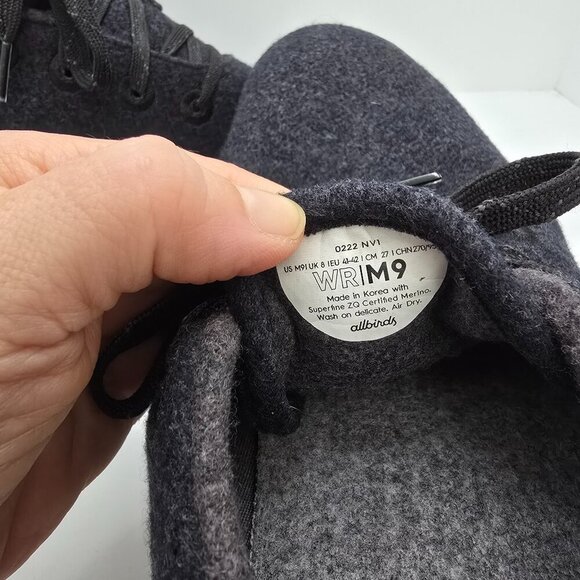 0222 NV1
US M9| UK 8 |EU 41-42 | CM 27 | CHN 270/95
WR|M9
Made in Korea with
Superfine ZQ Certified Merino.
Wash on delicate. Air Dry.
allbirds